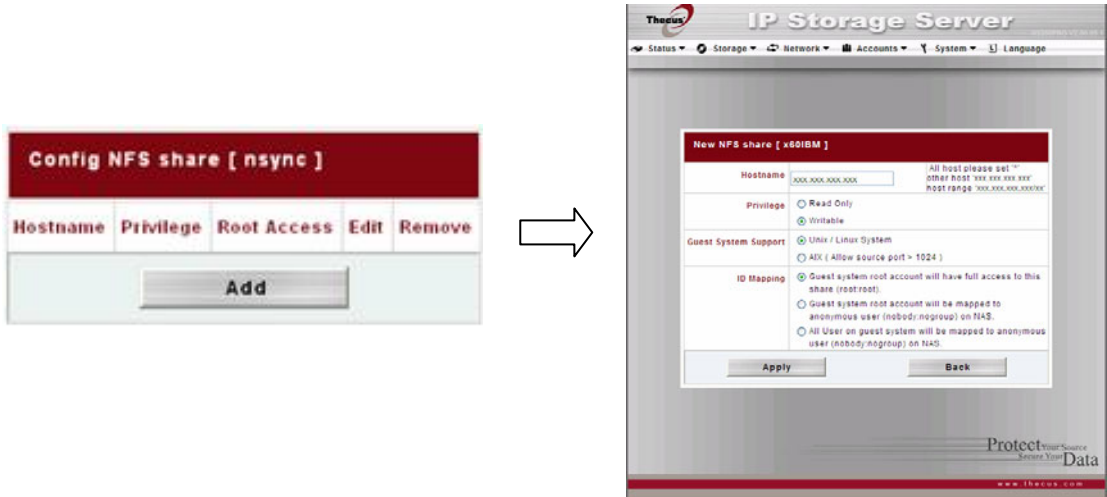 Config NFS share [ nsync ]
Hostname Privilege Root Access Edit Remove
Add
Thecus
IP Storage Server
Status Storage Network Accounts System Language
New NFS share [ x60IBM ]
Hostname xxx.xxx.xxx.xxx
All host please set '*'
other host 'xxx.xxx.xxx.xxx'
host range 'xxx.xxx.xxx.xxx/xx'
Privilege Read Only
Writable
Guest System Support Unix / Linux System
AIX ( Allow source port > 1024 )
ID Mapping Guest system root account will have full access to this
share (root:root).
Guest system root account will be mapped to
anonymous user (nobody:nogroup) on NAS.
All User on guest system will be mapped to anonymous
user (nobody:nogroup) on NAS.
Apply Back
Protect Your Source
Secure Your Data
www.thecus.com